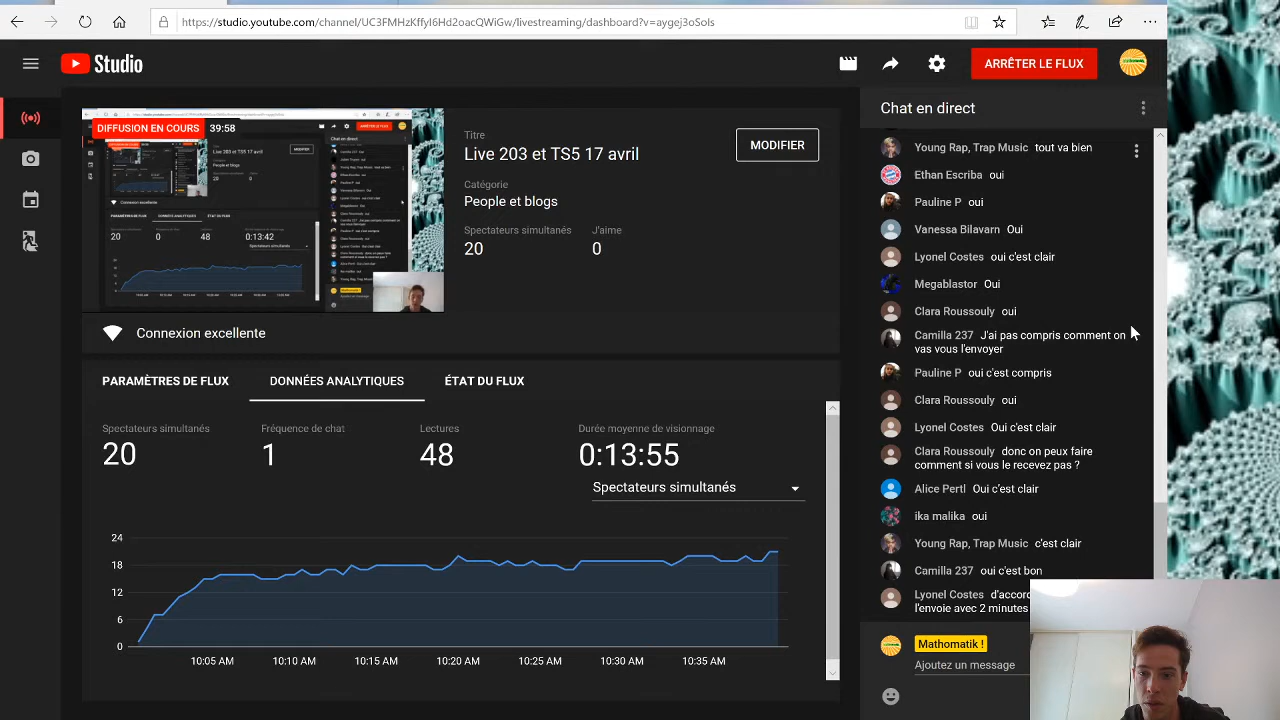 https://studio.youtube.com/channel/UC3FMHzKffyI6Hd2oacQWiGw/livestreaming/dashboard?v=aygej3oSoIs
Studio
ARRÊTER LE FLUX
DIFFUSION EN COURS 39:58
Titre
Live 203 et TS5 17 avril
MODIFIER
Catégorie
People et blogs
Spectateurs simultanés J'aime
20 0
Connexion excellente
PARAMÈTRES DE FLUX DONNÉES ANALYTIQUES ÉTAT DU FLUX
Spectateurs simultanés Fréquence de chat Lectures Durée moyenne de visionnage
20 1 48 0:13:55
Spectateurs simultanés
24
18
12
6
0
10:05 AM 10:10 AM 10:15 AM 10:20 AM 10:25 AM 10:30 AM 10:35 AM
Chat en direct
Young Rap, Trap Music tout va bien
Ethan Escriba oui
Pauline P oui
Vanessa Bilavarn Oui
Lyonel Costes oui c'est clair
Megablastor Oui
Clara Roussouly oui
Camilla 237 J'ai pas compris comment on
vas vous l'envoyer
Pauline P oui c'est compris
Clara Roussouly oui
Lyonel Costes Oui c'est clair
Clara Roussouly donc on peux faire
comment si vous le recevez pas ?
Alice Pertl Oui c'est clair
ika malika oui
Young Rap, Trap Music c'est clair
Camilla 237 oui c'est bon
Lyonel Costes
l'envoie avec 2 minutes
Mathomatik !
Ajoutez un message